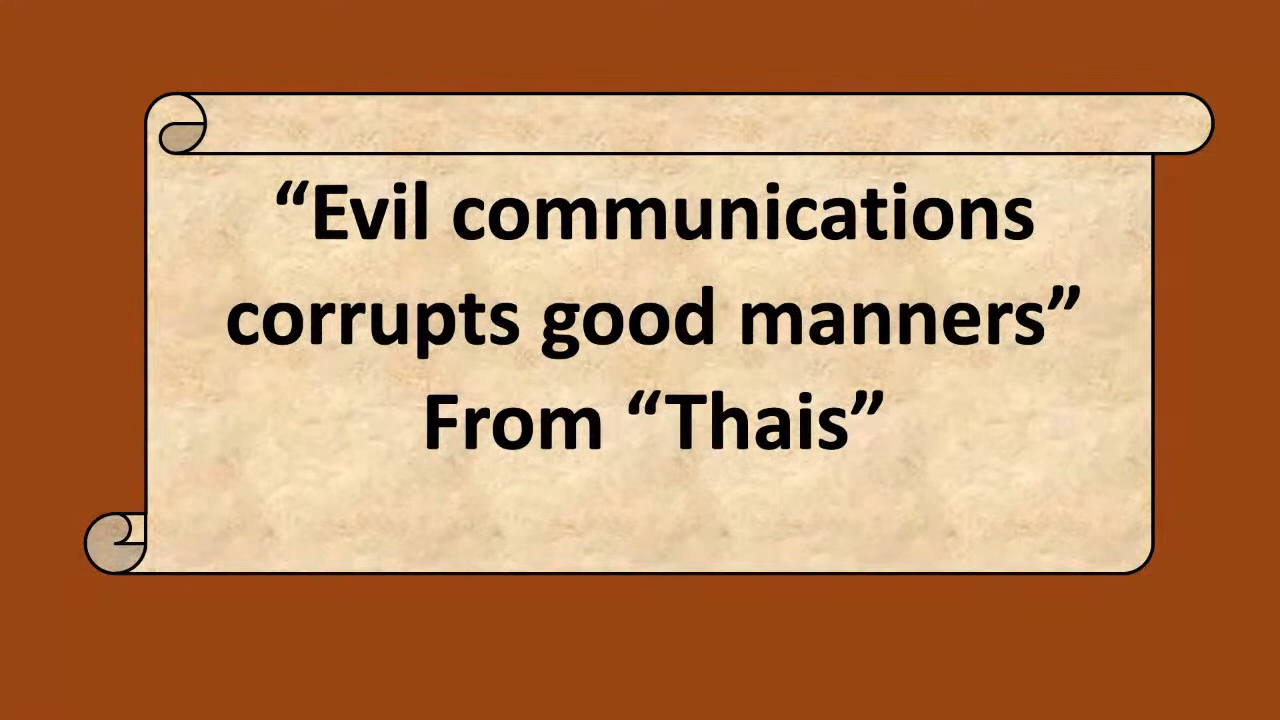 “Evil communications
corrupts good manners”
From “Thais”